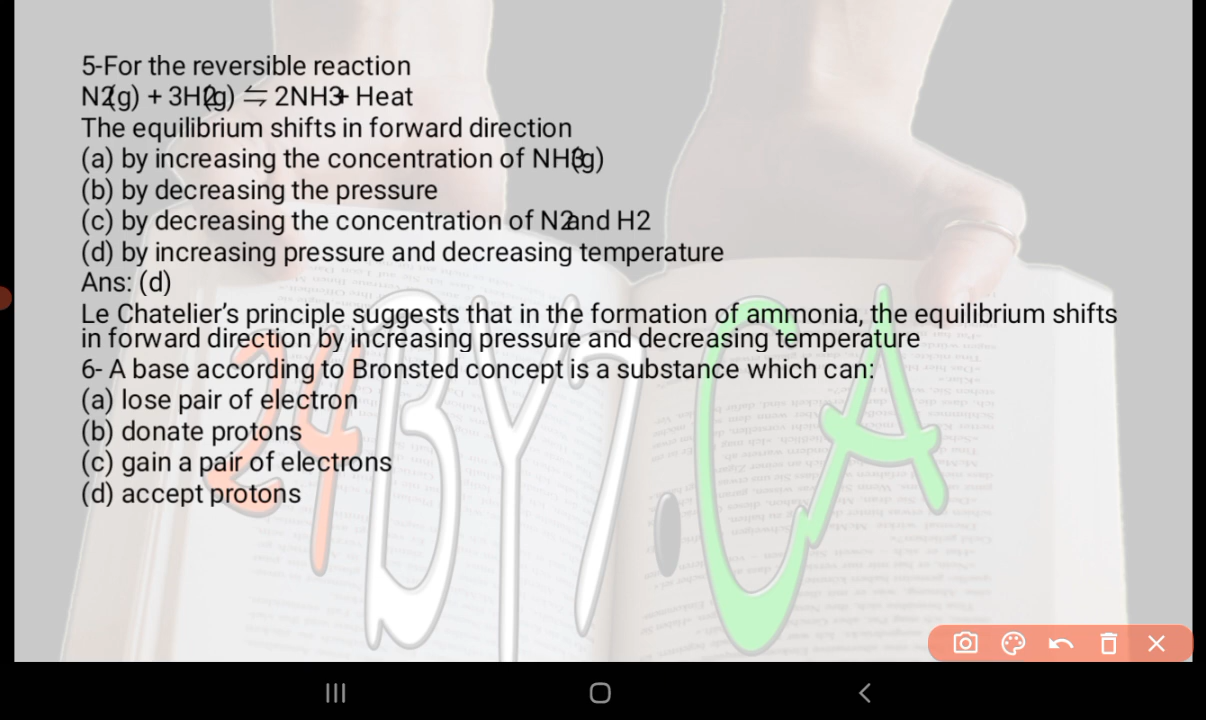 5-For the reversible reaction
N2(g) + 3H2(g) ⇋ 2NH3+ Heat
The equilibrium shifts in forward direction
(a) by increasing the concentration of NH3(g)
(b) by decreasing the pressure
(c) by decreasing the concentration of N2and H2
(d) by increasing pressure and decreasing temperature
Ans: (d)
Le Chatelier’s principle suggests that in the formation of ammonia, the equilibrium shifts
in forward direction by increasing pressure and decreasing temperature
6- A base according to Bronsted concept is a substance which can:
(a) lose pair of electron
(b) donate protons
(c) gain a pair of electrons
(d) accept protons
24BY7.CA